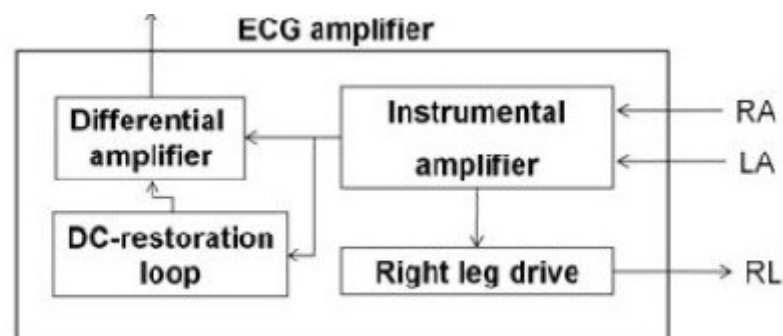 ECG amplifier
Differential
amplifier
Instrumental
amplifier
RA
LA
DC-restoration
loop
Right leg drive
RL